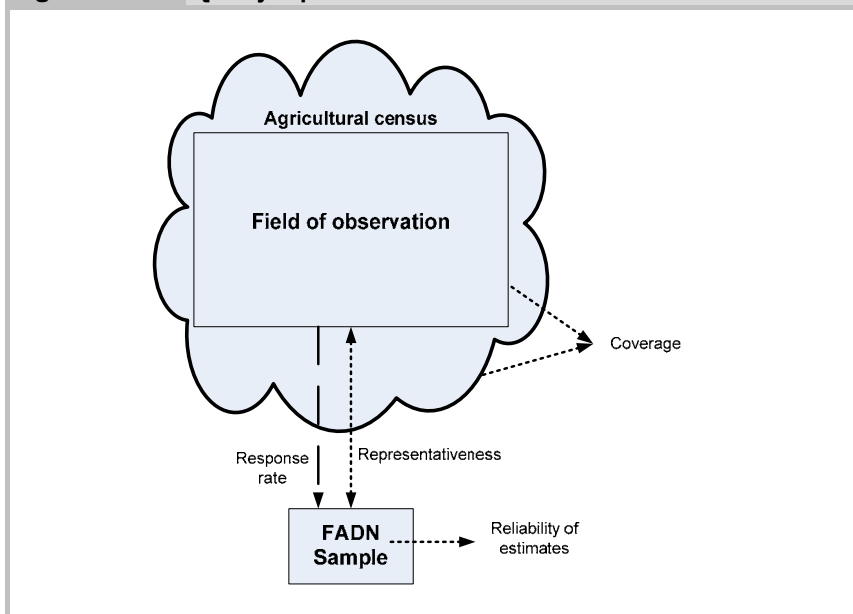 Agricultural census
Field of observation
Coverage
Response
rate
Representativeness
FADN
Sample
Reliability of
estimates